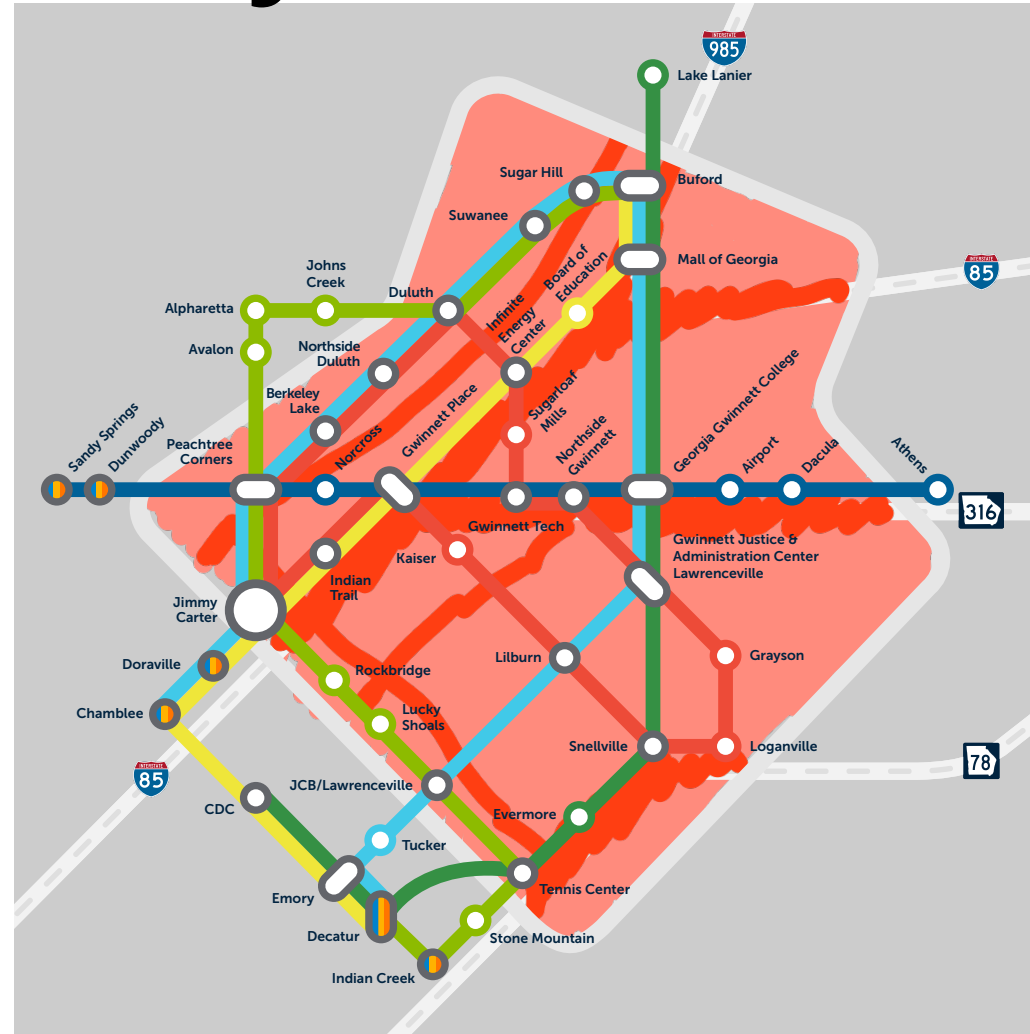 INTERSTATE
985
Lake Lanier
Sugar Hill
Buford
Suwanee
Board of
Education
Mall of Georgia
INTERSTATE
85
Johns
Creek
Alpharetta
Duluth
Infinite
Energy
Center
Avalon
Northside
Duluth
Berkeley
Lake
Gwinnett Place
Sugarloaf
Mills
Northside
Gwinnett
Georgia Gwinnett College
Sandy Springs
Dunwoody
Peachtree
Corners
Norcross
Airport
Dacula
Athens
316
Gwinnett Tech
Kaiser
Gwinnett Justice &
Administration Center
Lawrenceville
Indian
Trail
Jimmy
Carter
Doraville
Rockbridge
Lilburn
Grayson
Chamblee
Lucky
Shoals
Snellville
Loganville
78
INTERSTATE
85
JCB/Lawrenceville
CDC
Evermore
Tucker
Emory
Tennis Center
Decatur
Stone Mountain
Indian Creek